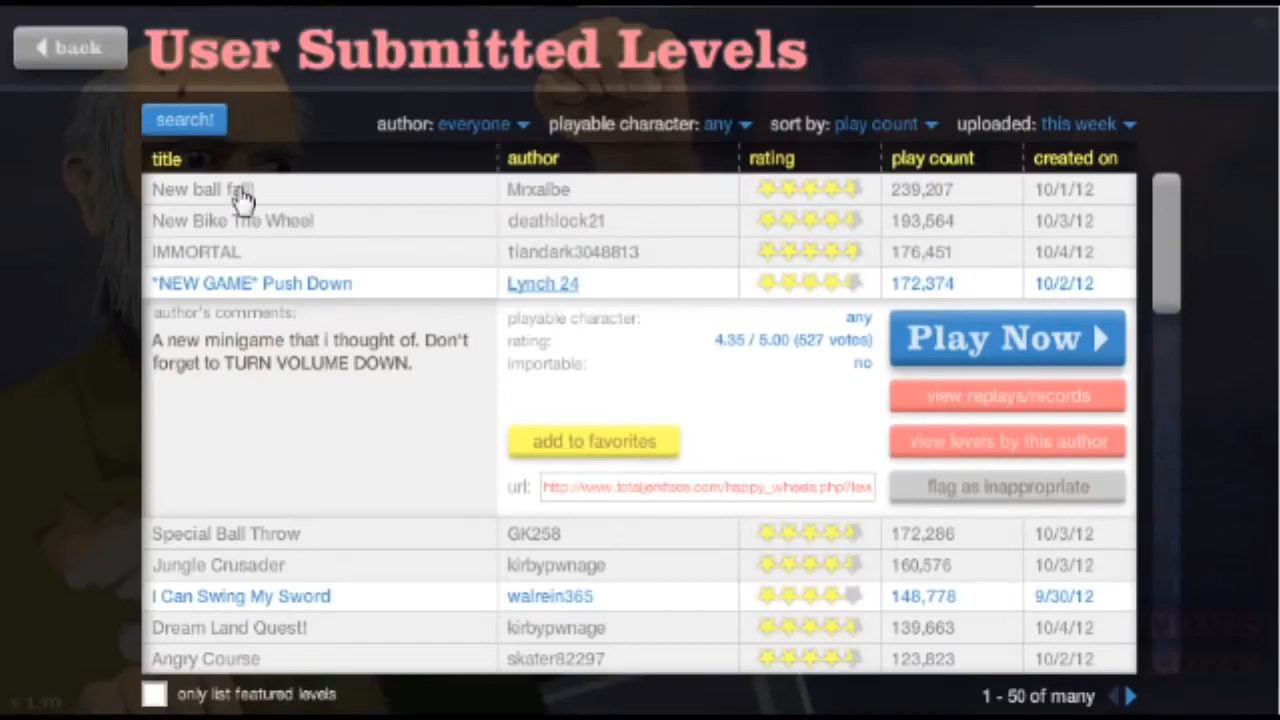 back
User Submitted Levels
search!
author: everyone playable character: any sort by: play count uploaded: this week
title author rating play count created on
New ball fall Mrxalbe 239,207 10/1/12
New Bike The Wheel deathlock21 193,564 10/3/12
IMMORTAL tiandark3048813 176,451 10/4/12
*NEW GAME* Push Down Lynch 24 172,374 10/2/12
author's comments:
A new minigame that i thought of. Don't
forget to TURN VOLUME DOWN.
playable character: any
rating: 4.35 / 5.00 (527 votes)
importable: no
add to favorites
url: http://www.totaljerkface.com/happy_wheels.php?lev
Play Now
view replays/records
view levels by this author
flag as inappropriate
Special Ball Throw GK258 172,286 10/3/12
Jungle Crusader kirbypwnage 160,576 10/3/12
I Can Swing My Sword walrein365 148,778 9/30/12
Dream Land Quest! kirbypwnage 139,663 10/4/12
Angry Course skater82297 123,823 10/2/12
only list featured levels
1 - 50 of many